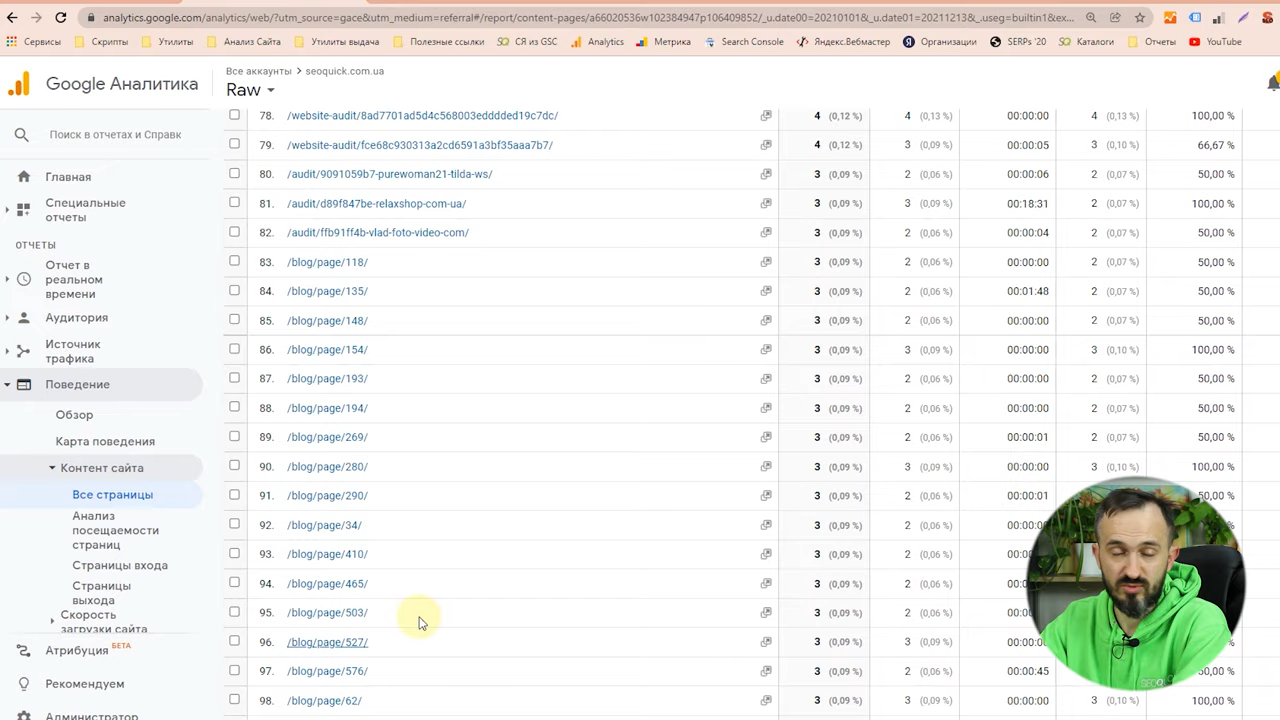 analytics.google.com/analytics/web/?utm_source=gace&utm_medium=referral#/report/content-pages/a66020536w102384947p106409852/_u.date00=20210101&_u.date01=20211213&_.useg=builtin1&ex...
Сервисы Скрипты Утилиты Анализ Сайта Утилиты выдача Полезные ссылки СЯ из GSC Analytics Метрика Search Console Яндекс.Вебмастер Организации SERPs '20 Каталоги Отчеты YouTube
Google Аналитика
Все аккаунты > seoquick.com.ua
Raw
Поиск в отчетах и Справк
Главная
Специальные
отчеты
ОТЧЕТЫ
Отчет в
реальном
времени
Аудитория
Источник
трафика
Поведение
Обзор
Карта поведения
Контент сайта
Все страницы
Анализ
посещаемости
страниц
Страницы входа
Страницы
выхода
Скорость
загрузки сайта
Атрибуция БЕТА
Рекомендуем
Администратор
78. /website-audit/8ad7701ad5d4c568003edddded19c7dc/ 4 (0,12 %) 4 (0,13 %) 00:00:00 4 (0,13 %) 100,00 %
79. /website-audit/fce68c930313a2cd6591a3bf35aaa7b7/ 4 (0,12 %) 3 (0,09 %) 00:00:05 3 (0,10 %) 66,67 %
80. /audit/9091059b7-purewoman21-tilda-ws/ 3 (0,09 %) 2 (0,06 %) 00:00:06 2 (0,07 %) 50,00 %
81. /audit/d89f847be-relaxshop-com-ua/ 3 (0,09 %) 3 (0,09 %) 00:18:31 2 (0,07 %) 100,00 %
82. /audit/ffb91ff4b-vlad-foto-video-com/ 3 (0,09 %) 2 (0,06 %) 00:00:04 2 (0,07 %) 50,00 %
83. /blog/page/118/ 3 (0,09 %) 2 (0,06 %) 00:00:00 2 (0,07 %) 50,00 %
84. /blog/page/135/ 3 (0,09 %) 2 (0,06 %) 00:01:48 2 (0,07 %) 50,00 %
85. /blog/page/148/ 3 (0,09 %) 2 (0,06 %) 00:00:00 2 (0,07 %) 50,00 %
86. /blog/page/154/ 3 (0,09 %) 3 (0,09 %) 00:00:00 3 (0,10 %) 100,00 %
87. /blog/page/193/ 3 (0,09 %) 2 (0,06 %) 00:00:00 2 (0,07 %) 50,00 %
88. /blog/page/194/ 3 (0,09 %) 2 (0,06 %) 00:00:00 2 (0,07 %) 50,00 %
89. /blog/page/269/ 3 (0,09 %) 2 (0,06 %) 00:00:01 2 (0,07 %) 50,00 %
90. /blog/page/280/ 3 (0,09 %) 3 (0,09 %) 00:00:00 3 (0,10 %) 100,00 %
91. /blog/page/290/ 3 (0,09 %) 2 (0,06 %) 00:00:01 2 (0,07 %) 50,00 %
92. /blog/page/34/ 3 (0,09 %) 2 (0,06 %)
93. /blog/page/410/ 3 (0,09 %) 2 (0,06 %)
94. /blog/page/465/ 3 (0,09 %) 2 (0,06 %)
95. /blog/page/503/ 3 (0,09 %) 2 (0,06 %)
96. /blog/page/527/ 3 (0,09 %) 3 (0,09 %)
97. /blog/page/576/ 3 (0,09 %) 2 (0,06 %) 00:00:45 2 (0,07 %) 50,00 %
98. /blog/page/62/ 3 (0,09 %) 3 (0,09 %) 00:00:00 3 (0,10 %) 100,00 %